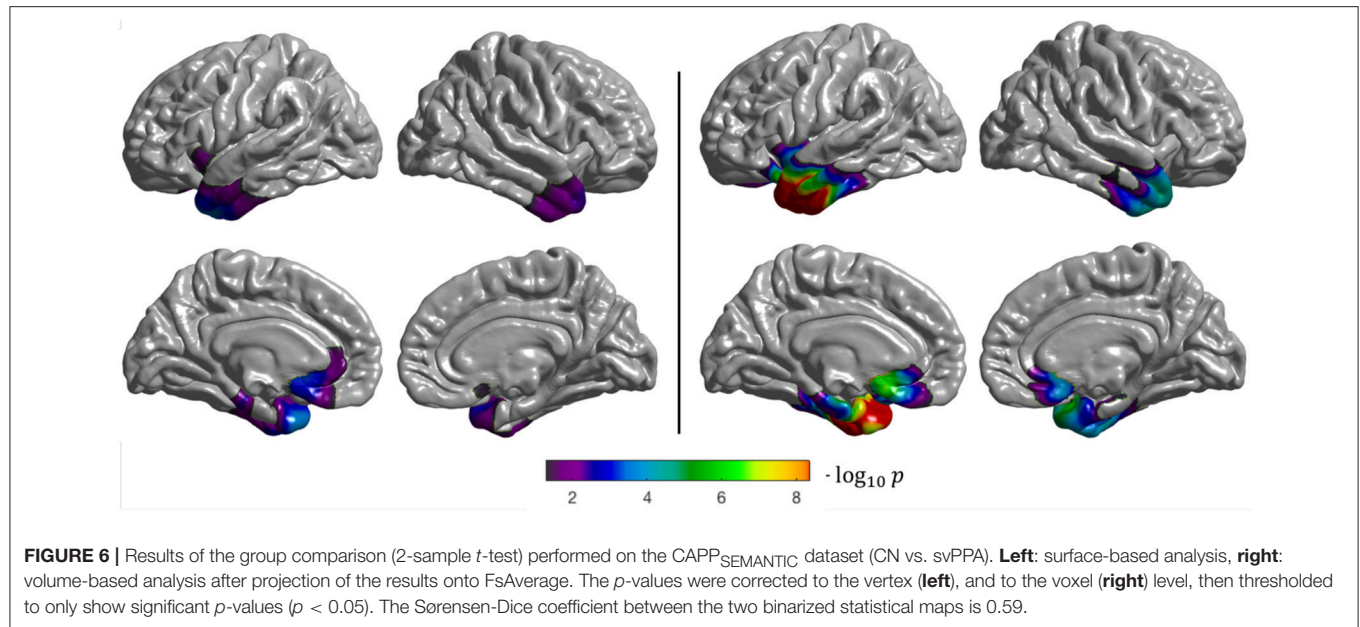 - log₁₀ p
2 4 6 8
FIGURE 6 | Results of the group comparison (2-sample t-test) performed on the CAPP_SEMANTIC dataset (CN vs. svPPA). Left: surface-based analysis, right:
volume-based analysis after projection of the results onto FsAverage. The p-values were corrected to the vertex (left), and to the voxel (right) level, then thresholded
to only show significant p-values (p < 0.05). The Sørensen-Dice coefficient between the two binarized statistical maps is 0.59.